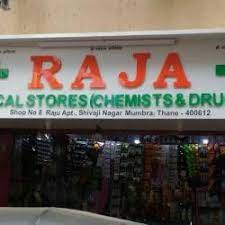 RAJA
CAL STORES (CHEMISTS & DRU
Shop No 8 Raju Apt., Shivaji Nagar Mumbra, Thane - 400612